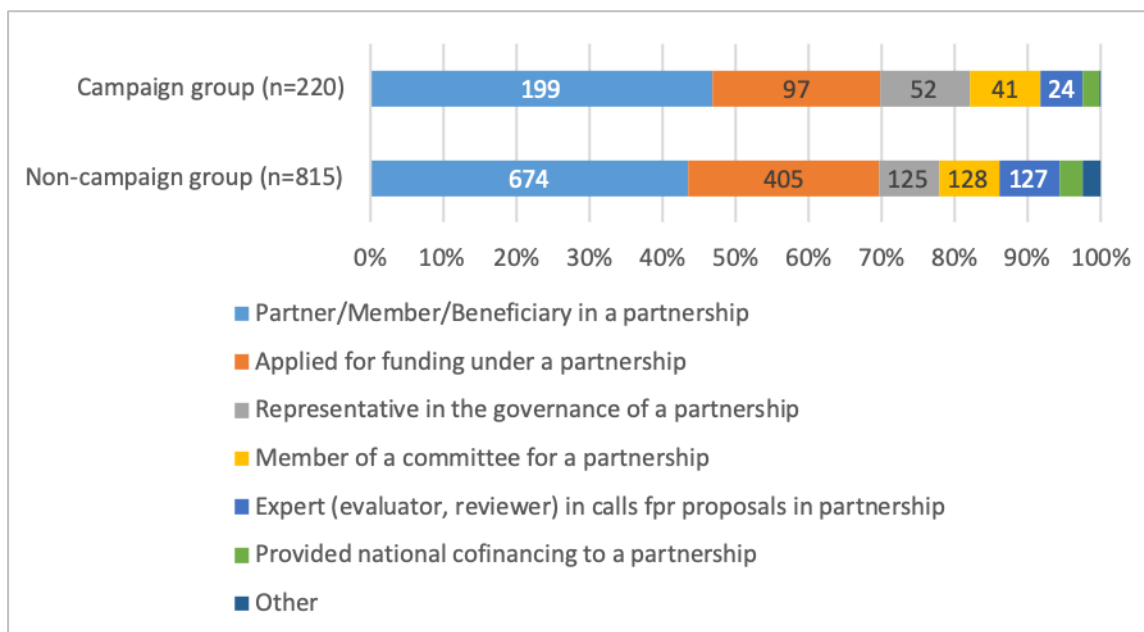 Campaign group (n=220) 199 97 52 41 24
Non-campaign group (n=815) 674 405 125 128 127
0% 10% 20% 30% 40% 50% 60% 70% 80% 90% 100%
Partner/Member/Beneficiary in a partnership
Applied for funding under a partnership
Representative in the governance of a partnership
Member of a committee for a partnership
Expert (evaluator, reviewer) in calls fpr proposals in partnership
Provided national cofinancing to a partnership
Other